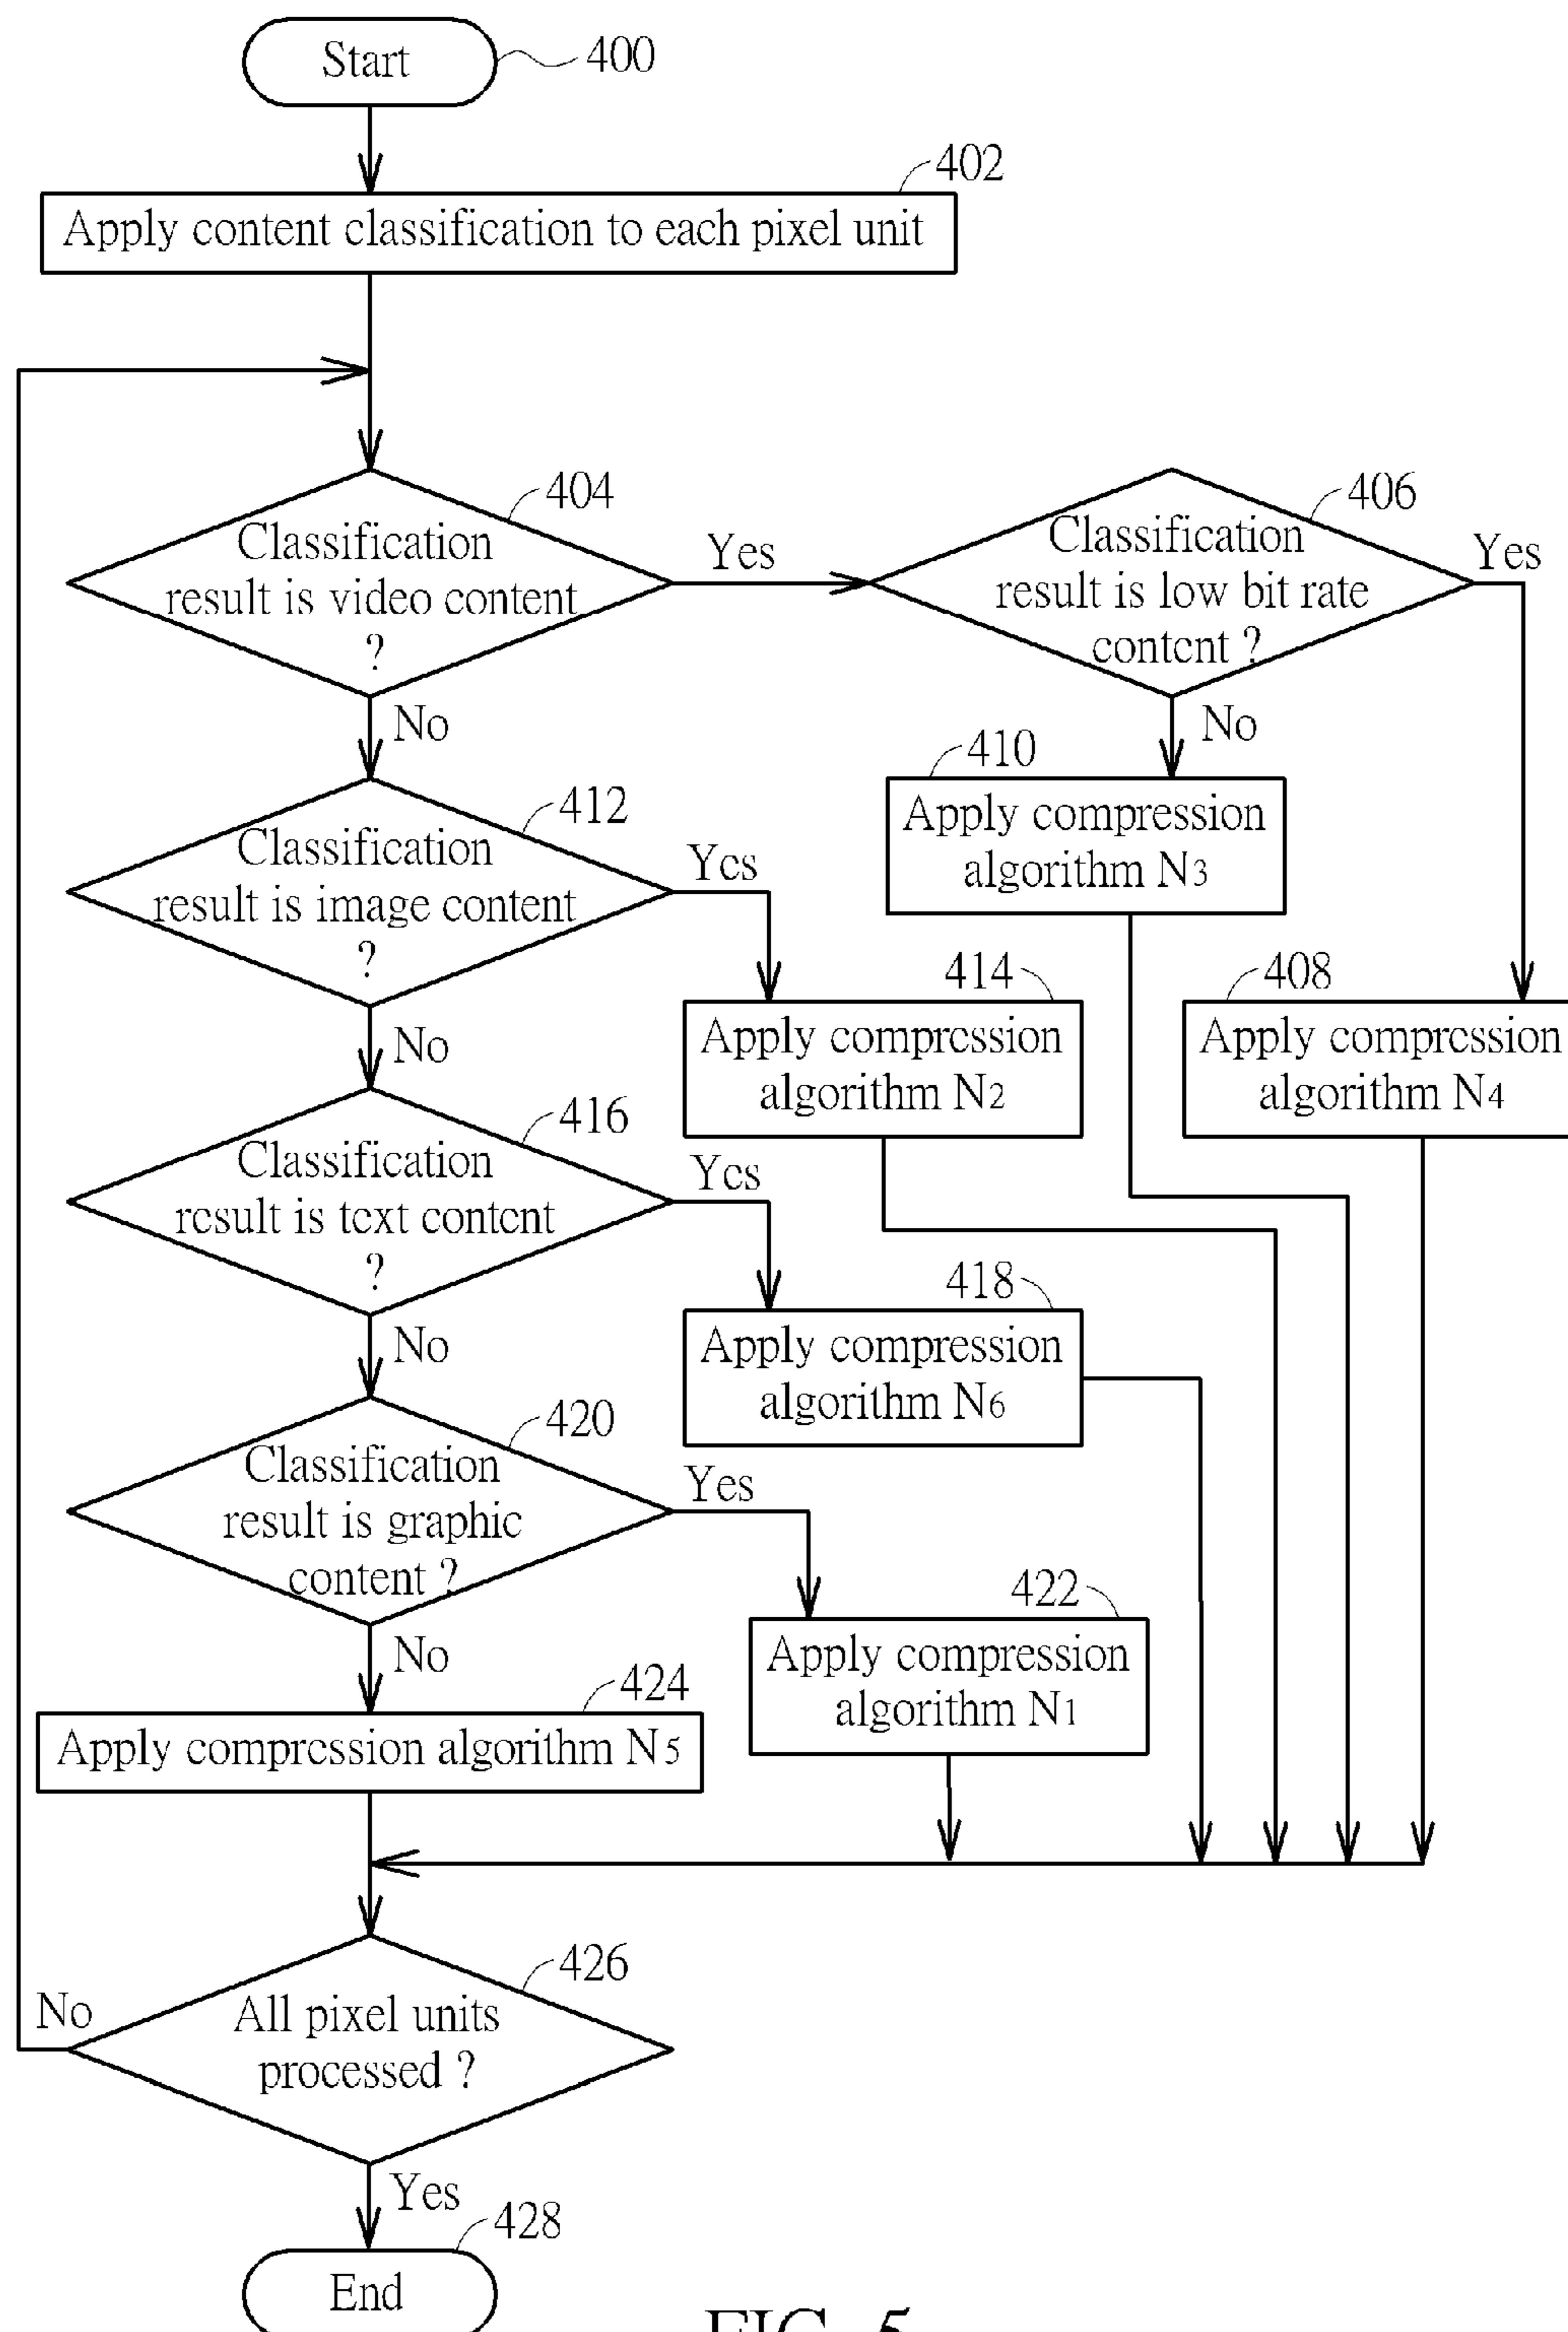 Start
400
402
Apply content classification to each pixel unit
404
Classification
result is video content
?
Yes
406
Classification
result is low bit rate
content ?
Yes
No
No
410
Apply compression
algorithm N3
412
Classification
result is image content
?
Yes
414
Apply compression
algorithm N2
408
Apply compression
algorithm N4
No
416
Classification
result is text content
?
Yes
418
Apply compression
algorithm N6
No
420
Classification
result is graphic
content ?
Yes
422
Apply compression
algorithm N1
No
424
Apply compression algorithm N5
426
All pixel units
processed ?
No
Yes
428
End
FIG. 5